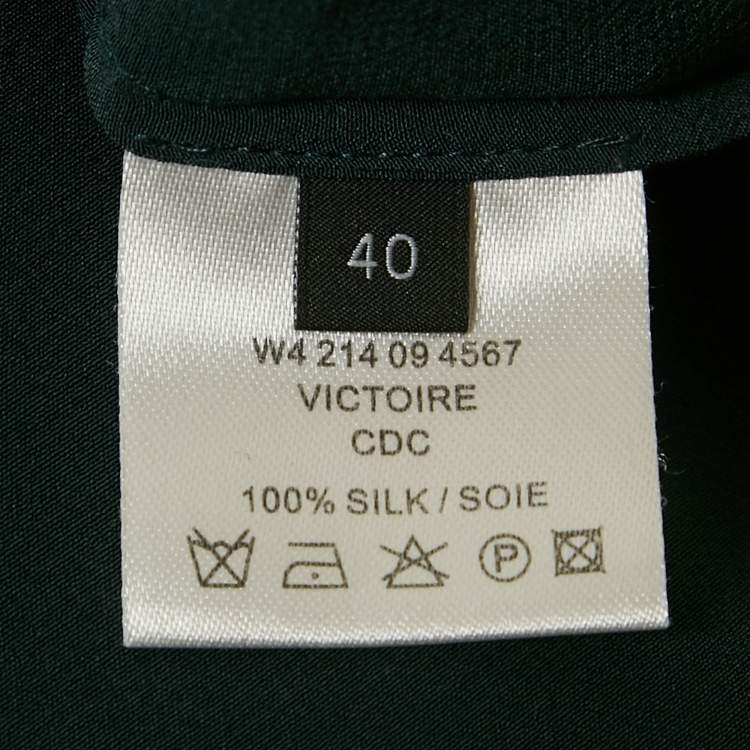 40
W4 214 09 4567
VICTOIRE
CDC
100% SILK / SOIE
P